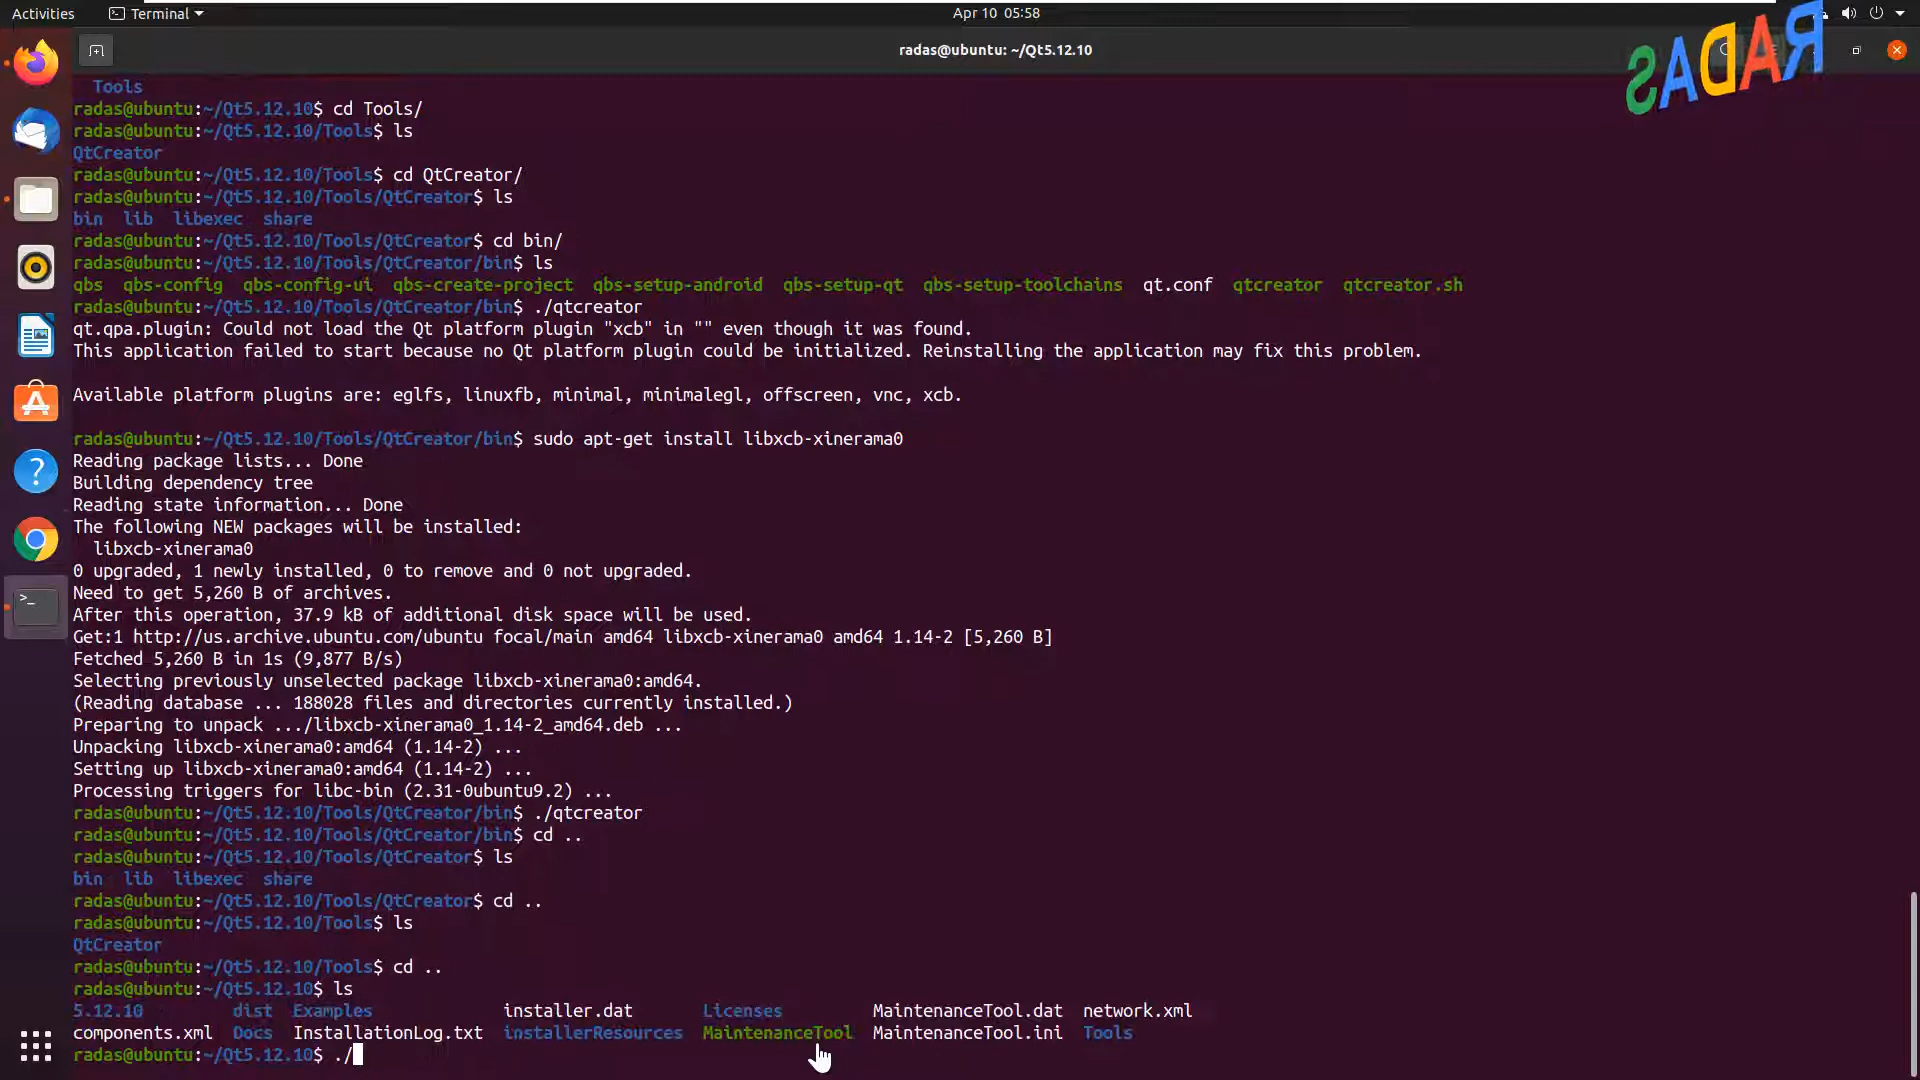 Activities
Terminal
Apr 10 05:58
radas@ubuntu: ~/Qt5.12.10
RADAS
Tools
radas@ubuntu:~/Qt5.12.10$ cd Tools/
radas@ubuntu:~/Qt5.12.10/Tools$ ls
QtCreator
radas@ubuntu:~/Qt5.12.10/Tools$ cd QtCreator/
radas@ubuntu:~/Qt5.12.10/Tools/QtCreator$ ls
bin lib libexec share
radas@ubuntu:~/Qt5.12.10/Tools/QtCreator$ cd bin/
radas@ubuntu:~/Qt5.12.10/Tools/QtCreator/bin$ ls
qbs qbs-config qbs-config-ui qbs-create-project qbs-setup-android qbs-setup-qt qbs-setup-toolchains qt.conf qtcreator qtcreator.sh
radas@ubuntu:~/Qt5.12.10/Tools/QtCreator/bin$ ./qtcreator
qt.qpa.plugin: Could not load the Qt platform plugin "xcb" in "" even though it was found.
This application failed to start because no Qt platform plugin could be initialized. Reinstalling the application may fix this problem.
Available platform plugins are: eglfs, linuxfb, minimal, minimalegl, offscreen, vnc, xcb.
radas@ubuntu:~/Qt5.12.10/Tools/QtCreator/bin$ sudo apt-get install libxcb-xinerama0
Reading package lists... Done
Building dependency tree
Reading state information... Done
The following NEW packages will be installed:
libxcb-xinerama0
0 upgraded, 1 newly installed, 0 to remove and 0 not upgraded.
Need to get 5,260 B of archives.
After this operation, 37.9 kB of additional disk space will be used.
Get:1 http://us.archive.ubuntu.com/ubuntu focal/main amd64 libxcb-xinerama0 amd64 1.14-2 [5,260 B]
Fetched 5,260 B in 1s (9,877 B/s)
Selecting previously unselected package libxcb-xinerama0:amd64.
(Reading database ... 188028 files and directories currently installed.)
Preparing to unpack .../libxcb-xinerama0_1.14-2_amd64.deb ...
Unpacking libxcb-xinerama0:amd64 (1.14-2) ...
Setting up libxcb-xinerama0:amd64 (1.14-2) ...
Processing triggers for libc-bin (2.31-0ubuntu9.2) ...
radas@ubuntu:~/Qt5.12.10/Tools/QtCreator/bin$ ./qtcreator
radas@ubuntu:~/Qt5.12.10/Tools/QtCreator/bin$ cd ..
radas@ubuntu:~/Qt5.12.10/Tools/QtCreator$ ls
bin lib libexec share
radas@ubuntu:~/Qt5.12.10/Tools/QtCreator$ cd ..
radas@ubuntu:~/Qt5.12.10/Tools$ ls
QtCreator
radas@ubuntu:~/Qt5.12.10/Tools$ cd ..
radas@ubuntu:~/Qt5.12.10$ ls
5.12.10 dist Examples installer.dat Licenses MaintenanceTool.dat network.xml
components.xml Docs InstallationLog.txt installerResources MaintenanceTool MaintenanceTool.ini Tools
radas@ubuntu:~/Qt5.12.10$ ./